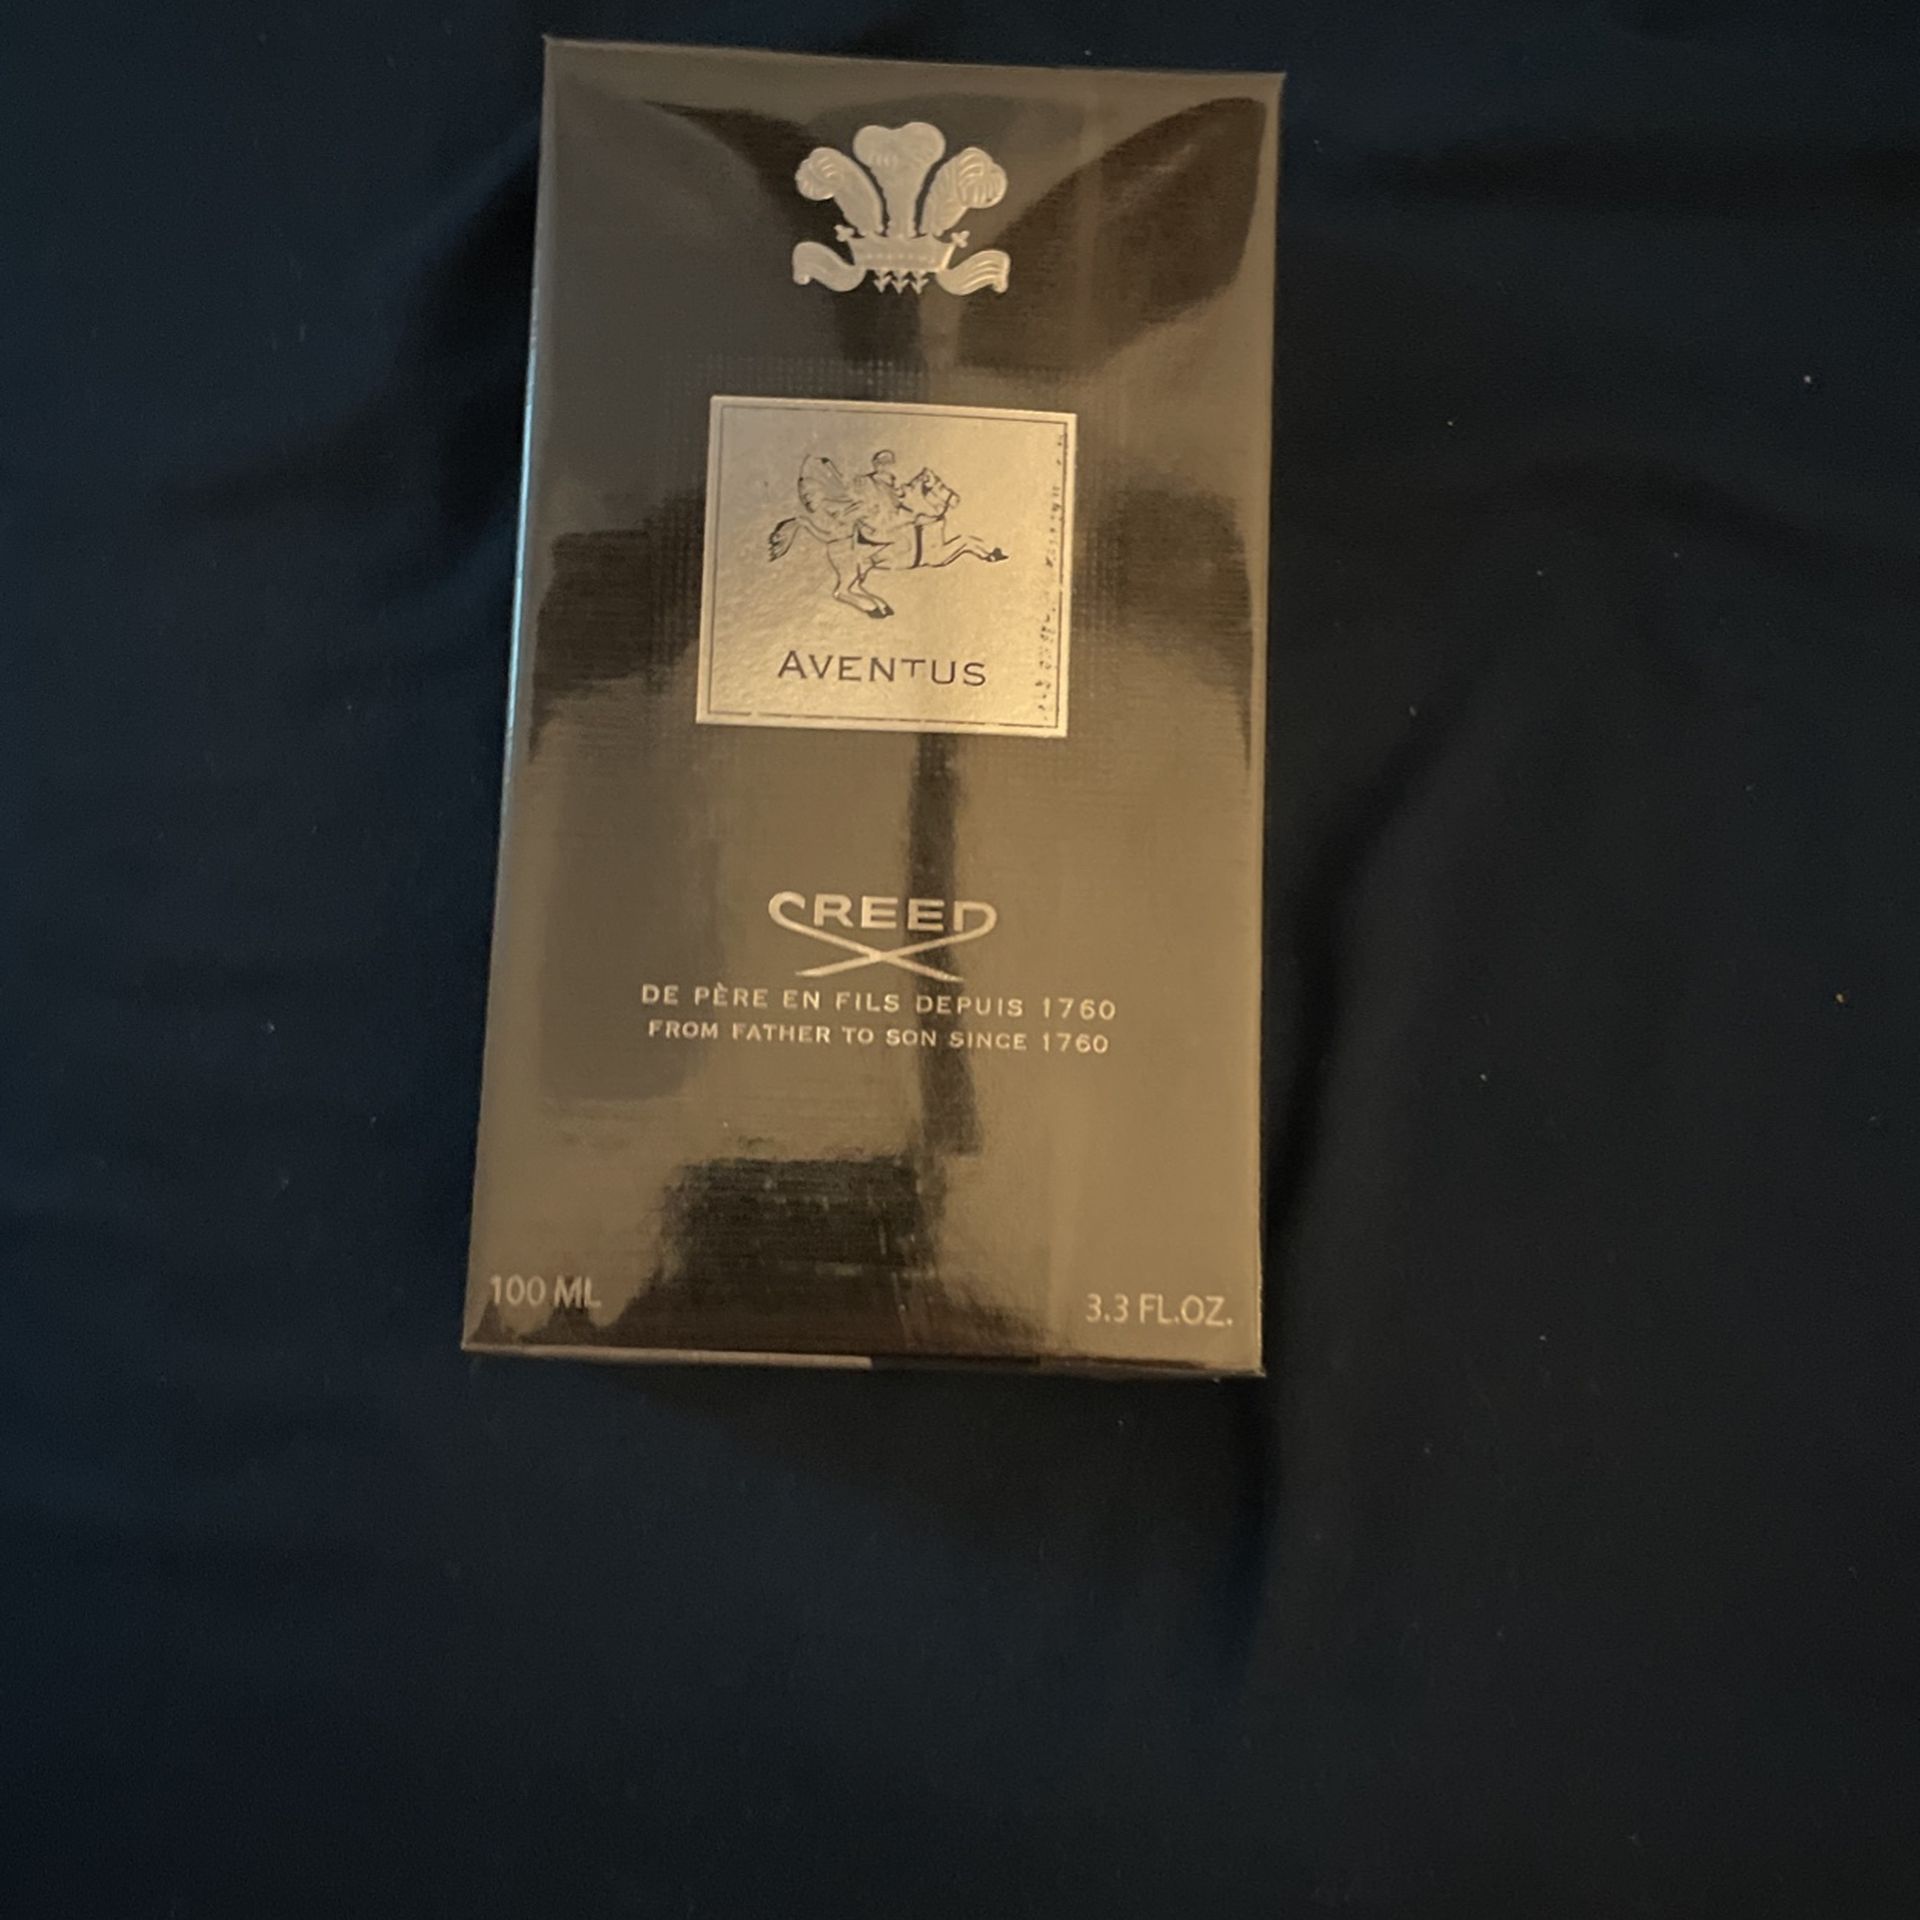 AVENTUS
CREED
DE PÈRE EN FILS DEPUIS 1760
FROM FATHER TO SON SINCE 1760
100 ML
3.3 FL.OZ.